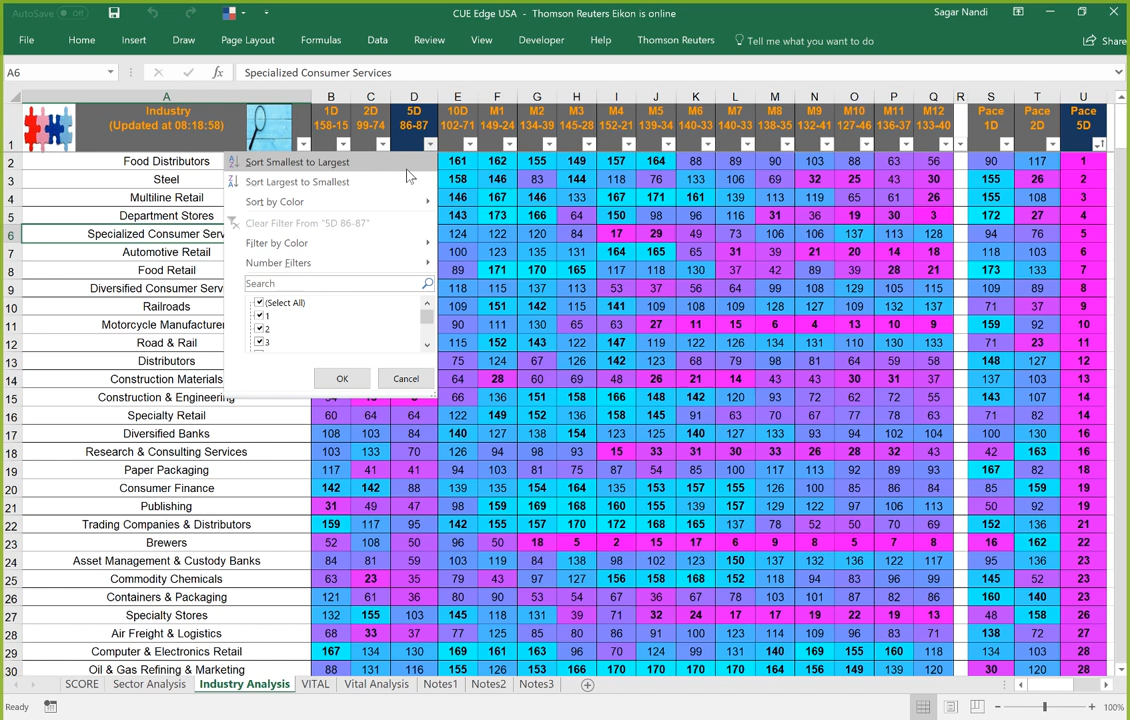 AutoSave Off CUE Edge USA - Thomson Reuters Eikon is online Sagar Nandi
File Home Insert Draw Page Layout Formulas Data Review View Developer Help Thomson Reuters Tell me what you want to do Share
A6 fx Specialized Consumer Services
A B C D E F G H I J K L M N O P Q R S T U
Industry 1D 2D 5D 10D M1 M2 M3 M4 M5 M6 M7 M8 M9 M10 M11 M12 Pace Pace Pace
(Updated at 08:18:58) 158-15 99-74 86-87 102-71 149-24 134-39 145-28 152-21 139-34 140-33 140-33 138-35 132-41 127-46 136-37 133-40 1D 2D 5D
1
2 Food Distributors 161 162 155 149 157 164 88 89 90 103 88 63 56 90 117 1
3 Steel 158 146 83 144 118 76 133 106 69 32 25 43 30 155 26 2
4 Multiline Retail 146 167 146 133 167 171 161 139 113 113 65 61 26 155 108 3
5 Department Stores 143 173 166 64 150 98 96 116 31 36 19 30 3 172 27 4
6 Specialized Consumer Serv 124 122 120 84 17 29 49 73 106 106 137 113 128 94 76 5
7 Automotive Retail 100 123 135 131 164 165 65 31 39 21 20 14 18 118 103 6
8 Food Retail 89 171 170 165 117 118 130 37 42 89 39 28 21 173 133 7
9 Diversified Consumer Serv 118 115 137 113 53 37 56 64 99 108 129 105 115 109 89 8
10 Railroads 109 151 142 115 141 109 108 109 128 127 109 132 137 71 37 9
11 Motorcycle Manufacturer 90 111 130 65 63 27 11 15 6 4 13 10 9 159 92 10
12 Road & Rail 115 152 143 122 147 119 122 126 134 131 110 130 133 71 23 11
13 Distributors 75 124 67 126 142 123 68 79 98 81 64 59 58 148 127 12
14 Construction Materials 64 28 60 69 48 26 21 14 43 43 30 31 37 137 103 13
15 Construction & Engineering 66 136 151 158 166 148 142 120 93 72 62 72 55 143 107 14
16 Specialty Retail 60 64 64 122 149 152 136 158 145 91 63 70 67 77 78 63 71 82 14
17 Diversified Banks 108 103 84 140 127 138 154 123 125 140 127 133 93 94 102 104 100 130 16
18 Research & Consulting Services 103 133 70 126 94 98 93 15 33 31 30 33 26 28 32 43 42 163 16
19 Paper Packaging 117 41 41 94 103 81 75 87 54 85 100 117 113 92 89 93 167 82 18
20 Consumer Finance 142 142 88 139 135 154 164 135 153 157 155 126 100 85 86 84 85 159 19
21 Publishing 31 49 47 98 159 169 168 160 155 139 157 129 122 97 106 113 50 92 19
22 Trading Companies & Distributors 159 117 95 142 155 157 170 172 168 165 137 78 52 50 70 69 152 136 21
23 Brewers 52 108 50 96 50 18 5 2 15 17 6 9 8 5 7 8 16 162 22
24 Asset Management & Custody Banks 84 81 59 103 119 84 138 98 102 123 150 137 132 136 122 117 95 136 23
25 Commodity Chemicals 63 23 35 79 43 97 127 156 158 168 152 118 94 83 96 99 145 52 23
26 Containers & Packaging 121 61 36 80 90 53 54 67 36 67 78 103 101 87 82 86 160 140 23
27 Specialty Stores 132 155 103 145 118 131 39 71 32 24 17 17 19 22 19 13 48 158 26
28 Air Freight & Logistics 68 33 37 77 125 85 80 86 91 100 123 114 109 96 83 71 138 72 27
29 Computer & Electronics Retail 167 134 130 169 161 163 96 70 124 99 131 140 169 155 160 118 134 103 28
30 Oil & Gas Refining & Marketing 88 131 116 155 126 153 166 170 170 170 170 164 156 149 139 120 30 120 28
Sort Smallest to Largest
Sort Largest to Smallest
Sort by Color
Clear Filter From "5D 86-87"
Filter by Color
Number Filters
Search
(Select All)
1
2
3
OK Cancel
SCORE Sector Analysis Industry Analysis VITAL Vital Analysis Notes1 Notes2 Notes3
Ready 100%